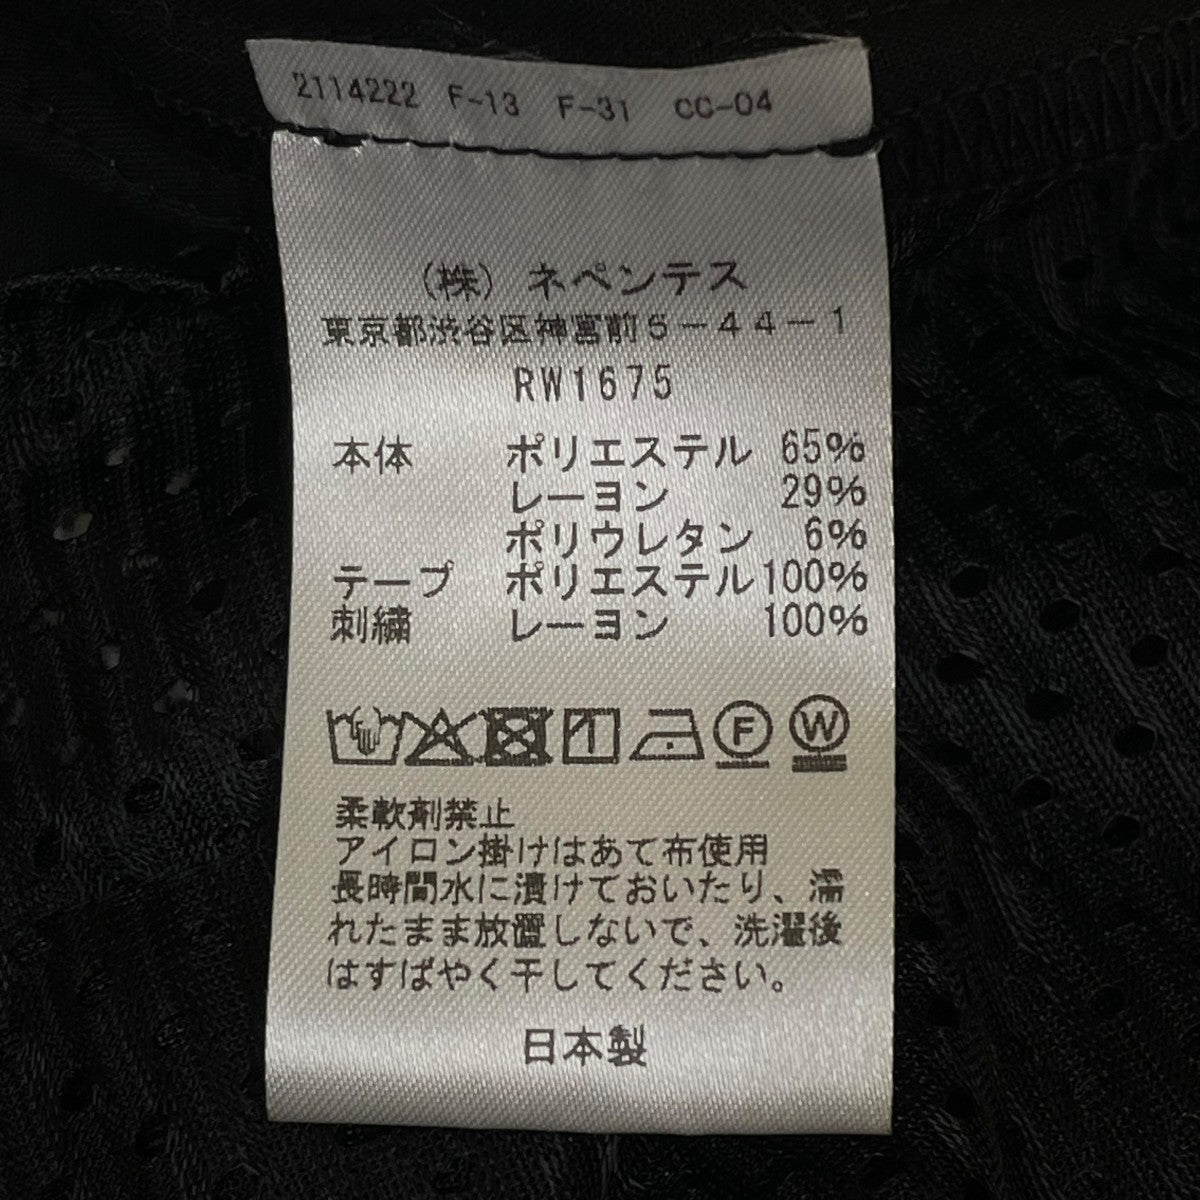 2114222 F-13 F-31 CC-04
(株) ネペンテス
東京都渋谷区神宮前5-44-1
RW1675
本体 ポリエステル 65%
レーヨン 29%
ポリウレタン 6%
テープ ポリエステル 100%
刺繍 レーヨン 100%
1 F W
柔軟剤禁止
アイロン掛けはあて布使用
長時間水に漬けておいたり、濡
れたまま放置しないで、洗濯後
はすばやく干してください。
日本製